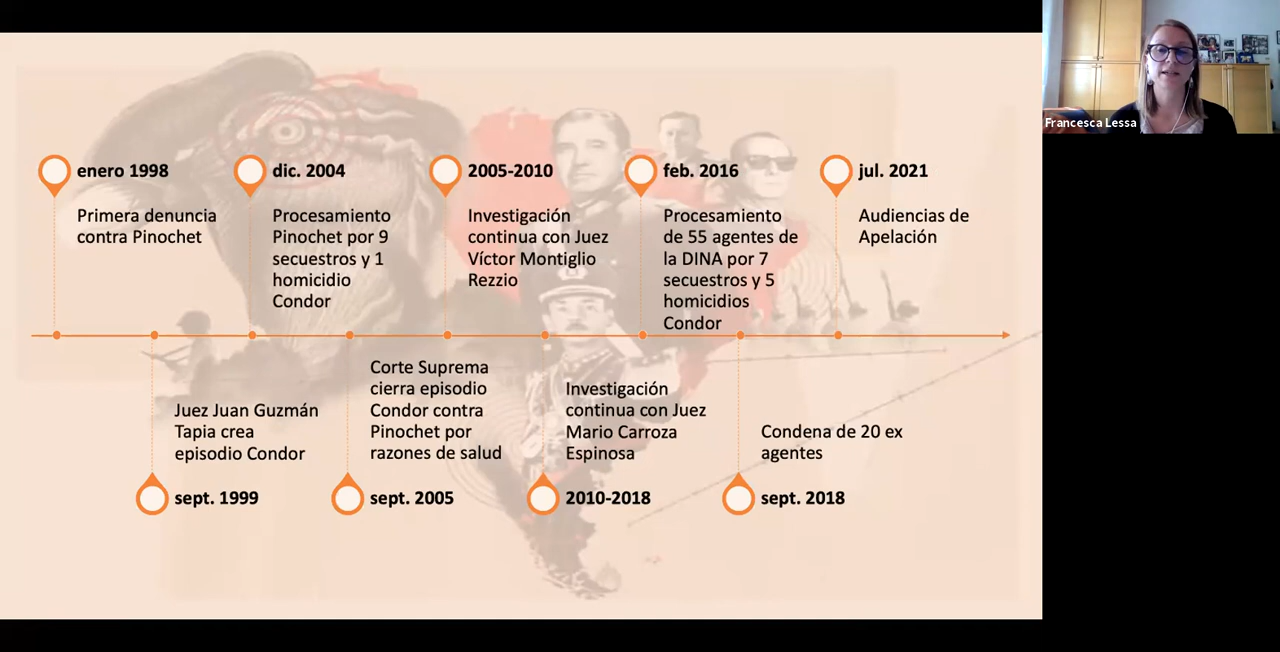 enero 1998
Primera denuncia
contra Pinochet
sept. 1999
Juez Juan Guzmán
Tapia crea
episodio Condor
dic. 2004
Procesamiento
Pinochet por 9
secuestros y 1
homicidio
Condor
sept. 2005
Corte Suprema
cierra episodio
Condor contra
Pinochet por
razones de salud
2005-2010
Investigación
continua con Juez
Víctor Montiglio
Rezzio
2010-2018
Investigación
continua con Juez
Mario Carroza
Espinosa
feb. 2016
Procesamiento
de 55 agentes de
la DINA por 7
secuestros y 5
homicidios
Condor
sept. 2018
Condena de 20 ex
agentes
jul. 2021
Audiencias de
Apelación
Francesca Lessa